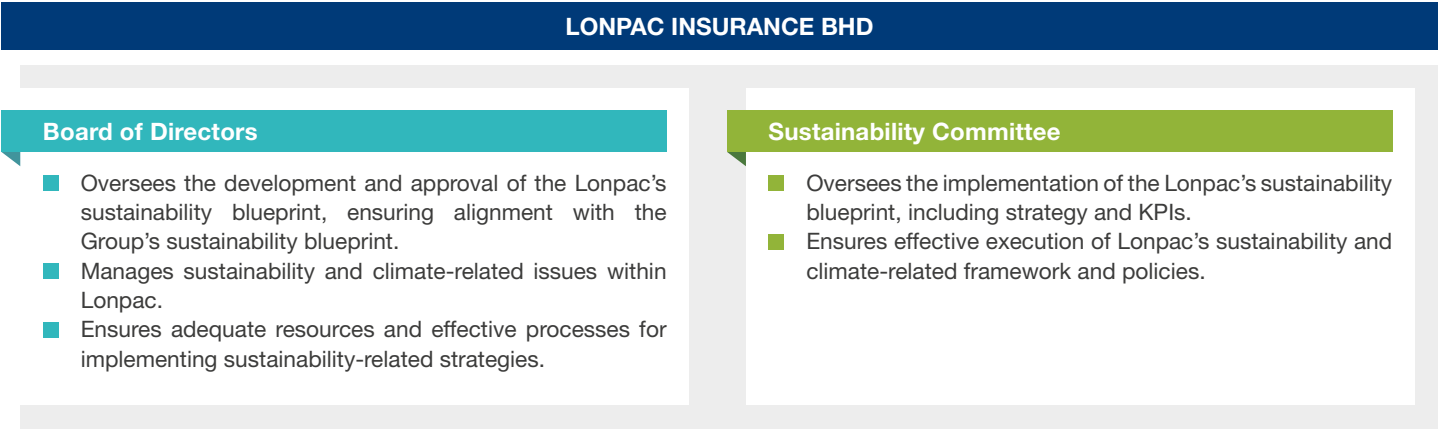 LONPAC INSURANCE BHD
Board of Directors
Oversees the development and approval of the Lonpac’s
sustainability blueprint, ensuring alignment with the
Group’s sustainability blueprint.
Manages sustainability and climate-related issues within
Lonpac.
Ensures adequate resources and effective processes for
implementing sustainability-related strategies.
Sustainability Committee
Oversees the implementation of the Lonpac’s sustainability
blueprint, including strategy and KPIs.
Ensures effective execution of Lonpac’s sustainability and
climate-related framework and policies.